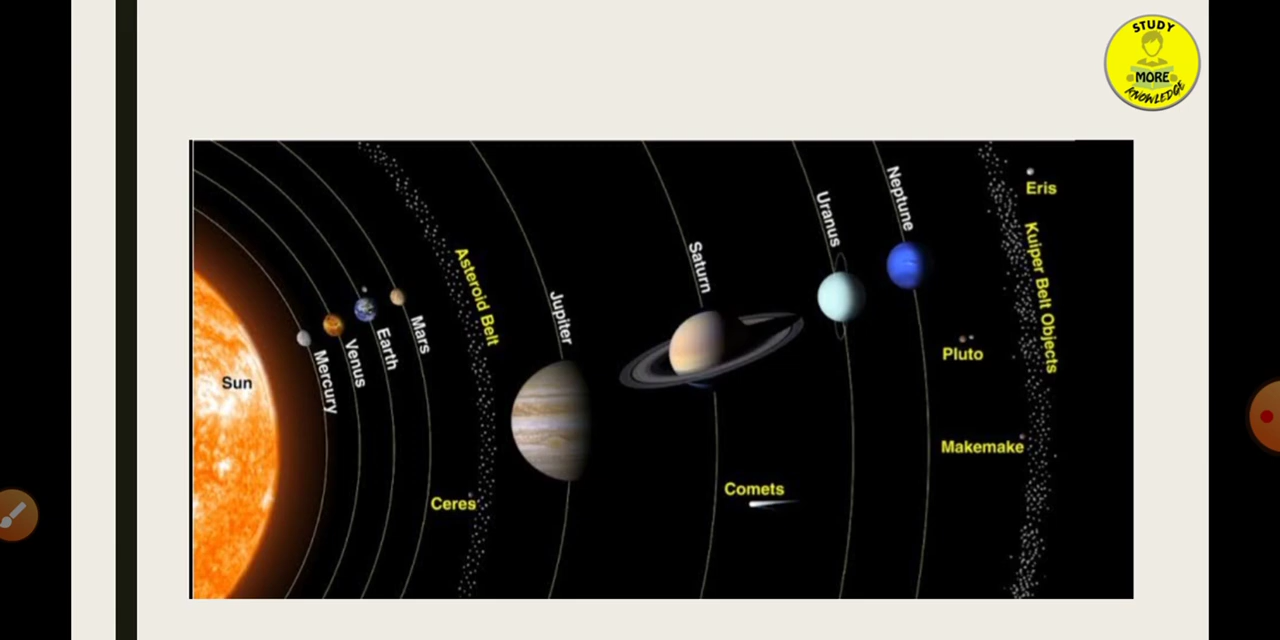 STUDY
MORE
KNOWLEDGE
Sun
Mercury
Venus
Earth
Mars
Asteroid Belt
Ceres
Jupiter
Saturn
Comets
Uranus
Neptune
Pluto
Makemake
Eris
Kuiper Belt Objects